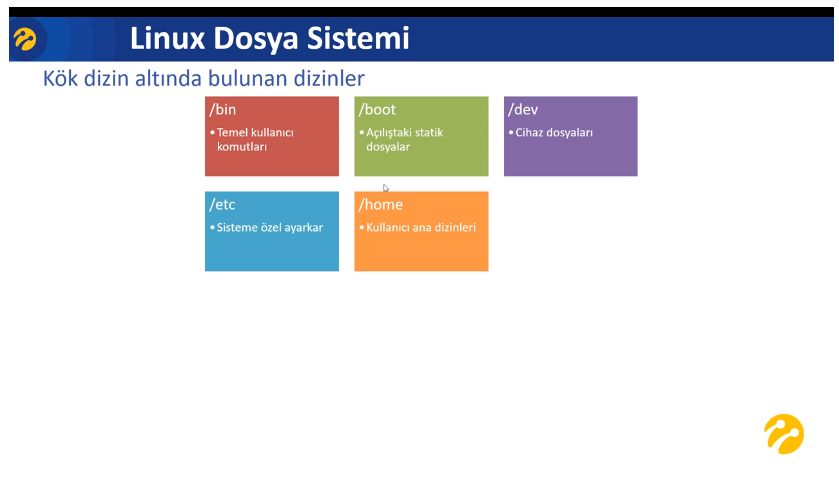 Linux Dosya Sistemi
Kök dizin altında bulunan dizinler
/bin
• Temel kullanıcı
komutları
/boot
• Açılıştaki statik
dosyalar
/dev
• Cihaz dosyaları
/etc
• Sisteme özel ayarkar
/home
• Kullanıcı ana dizinleri